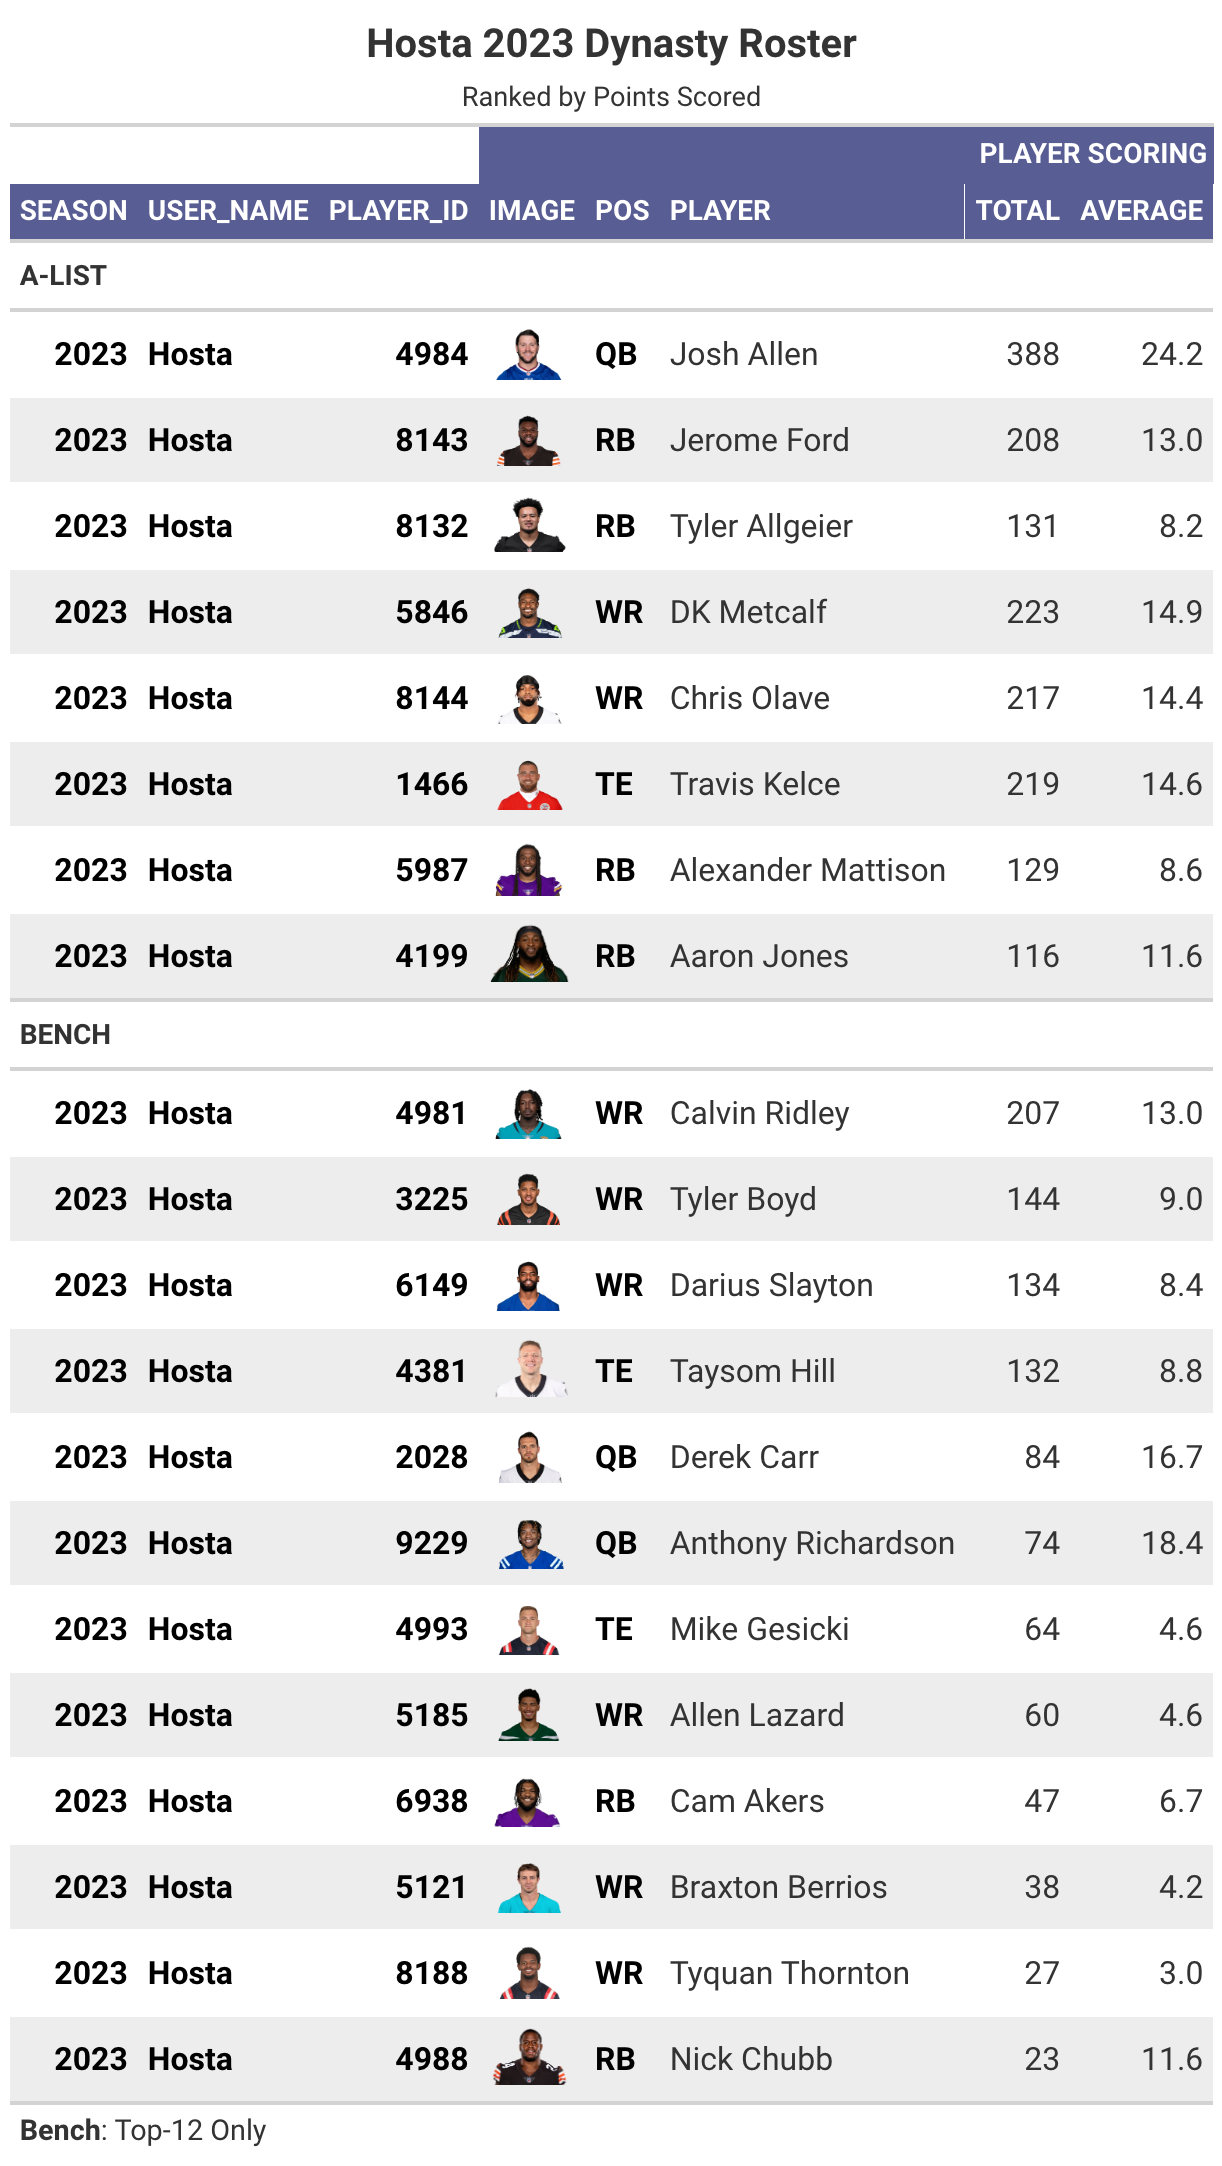 Hosta 2023 Dynasty Roster
Ranked by Points Scored
PLAYER SCORING
SEASON USER_NAME PLAYER_ID IMAGE POS PLAYER TOTAL AVERAGE
A-LIST
2023 Hosta 4984 QB Josh Allen 388 24.2
2023 Hosta 8143 RB Jerome Ford 208 13.0
2023 Hosta 8132 RB Tyler Allgeier 131 8.2
2023 Hosta 5846 WR DK Metcalf 223 14.9
2023 Hosta 8144 WR Chris Olave 217 14.4
2023 Hosta 1466 TE Travis Kelce 219 14.6
2023 Hosta 5987 RB Alexander Mattison 129 8.6
2023 Hosta 4199 RB Aaron Jones 116 11.6
BENCH
2023 Hosta 4981 WR Calvin Ridley 207 13.0
2023 Hosta 3225 WR Tyler Boyd 144 9.0
2023 Hosta 6149 WR Darius Slayton 134 8.4
2023 Hosta 4381 TE Taysom Hill 132 8.8
2023 Hosta 2028 QB Derek Carr 84 16.7
2023 Hosta 9229 QB Anthony Richardson 74 18.4
2023 Hosta 4993 TE Mike Gesicki 64 4.6
2023 Hosta 5185 WR Allen Lazard 60 4.6
2023 Hosta 6938 RB Cam Akers 47 6.7
2023 Hosta 5121 WR Braxton Berrios 38 4.2
2023 Hosta 8188 WR Tyquan Thornton 27 3.0
2023 Hosta 4988 RB Nick Chubb 23 11.6
Bench: Top-12 Only